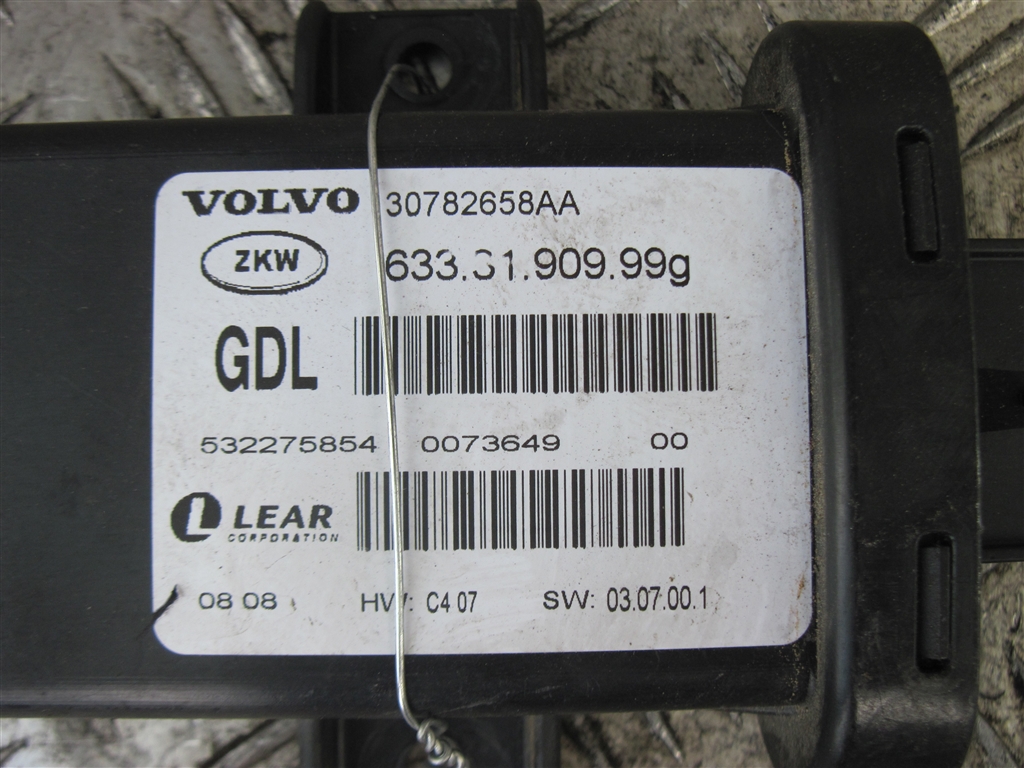 VOLVO 30782658AA
ZKW 633.31.909.99g
GDL
532275854 0073649 00
LEAR
CORPORATION
08 08 HW: C4 07 SW: 03.07.00.1